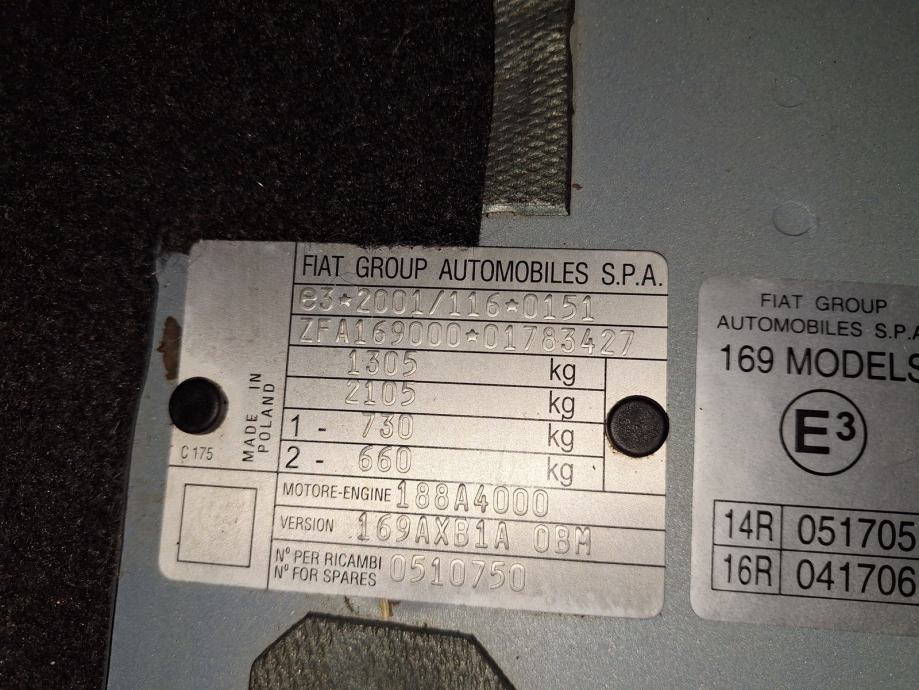 FIAT GROUP AUTOMOBILES S.P.A.
e3*2001/116*0151
ZFA169000*01783427
1305 kg
2105 kg
1 - 730 kg
2 - 660 kg
MADE IN
POLAND
C 175
MOTORE-ENGINE 188A4000
VERSION 169AXB1A 0BM
N° PER RICAMBI
N° FOR SPARES 0510750
FIAT GROUP
AUTOMOBILES S.P.A
169 MODELS
E3
14R 051705
16R 041706